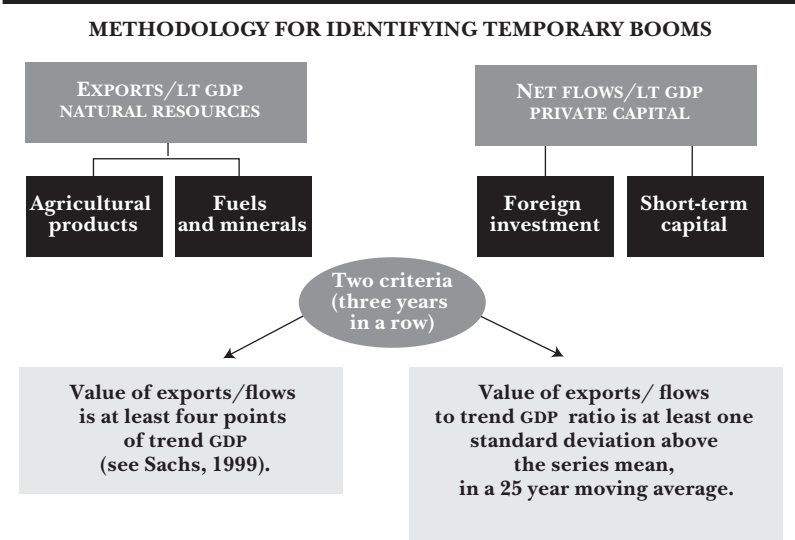 METHODOLOGY FOR IDENTIFYING TEMPORARY BOOMS
EXPORTS/LT GDP
NATURAL RESOURCES
NET FLOWS/LT GDP
PRIVATE CAPITAL
Agricultural
products
Fuels
and minerals
Foreign
investment
Short-term
capital
Two criteria
(three years
in a row)
Value of exports/flows
is at least four points
of trend GDP
(see Sachs, 1999).
Value of exports/ flows
to trend GDP ratio is at least one
standard deviation above
the series mean,
in a 25 year moving average.